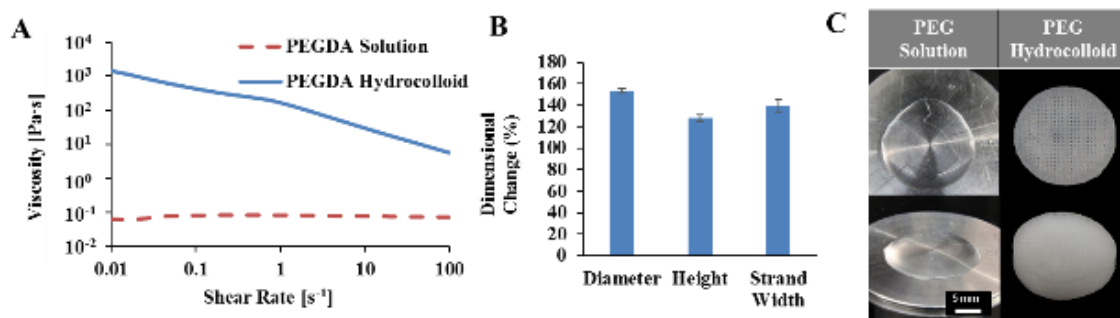 A
PEGDA Solution
PEGDA Hydrocolloid
Viscosity [Pa·s]
10⁴
10³
10²
10¹
10⁰
10⁻¹
10⁻²
0.01 0.1 1 10 100
Shear Rate [s⁻¹]
B
Dimensional
Change (%)
180
160
140
120
100
80
60
40
20
0
Diameter Height Strand
Width
C
PEG
Solution
PEG
Hydrocolloid
5mm